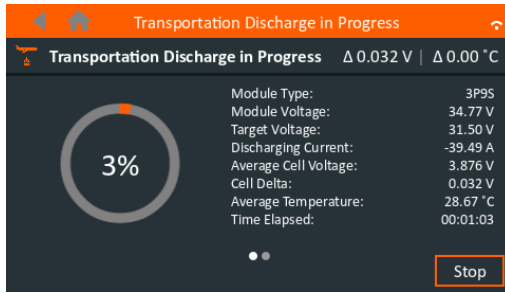 Transportation Discharge in Progress
Transportation Discharge in Progress Δ 0.032 V | Δ 0.00 °C
Module Type: 3P9S
Module Voltage: 34.77 V
Target Voltage: 31.50 V
Discharging Current: -39.49 A
Average Cell Voltage: 3.876 V
Cell Delta: 0.032 V
Average Temperature: 28.67 °C
Time Elapsed: 00:01:03
3%
Stop